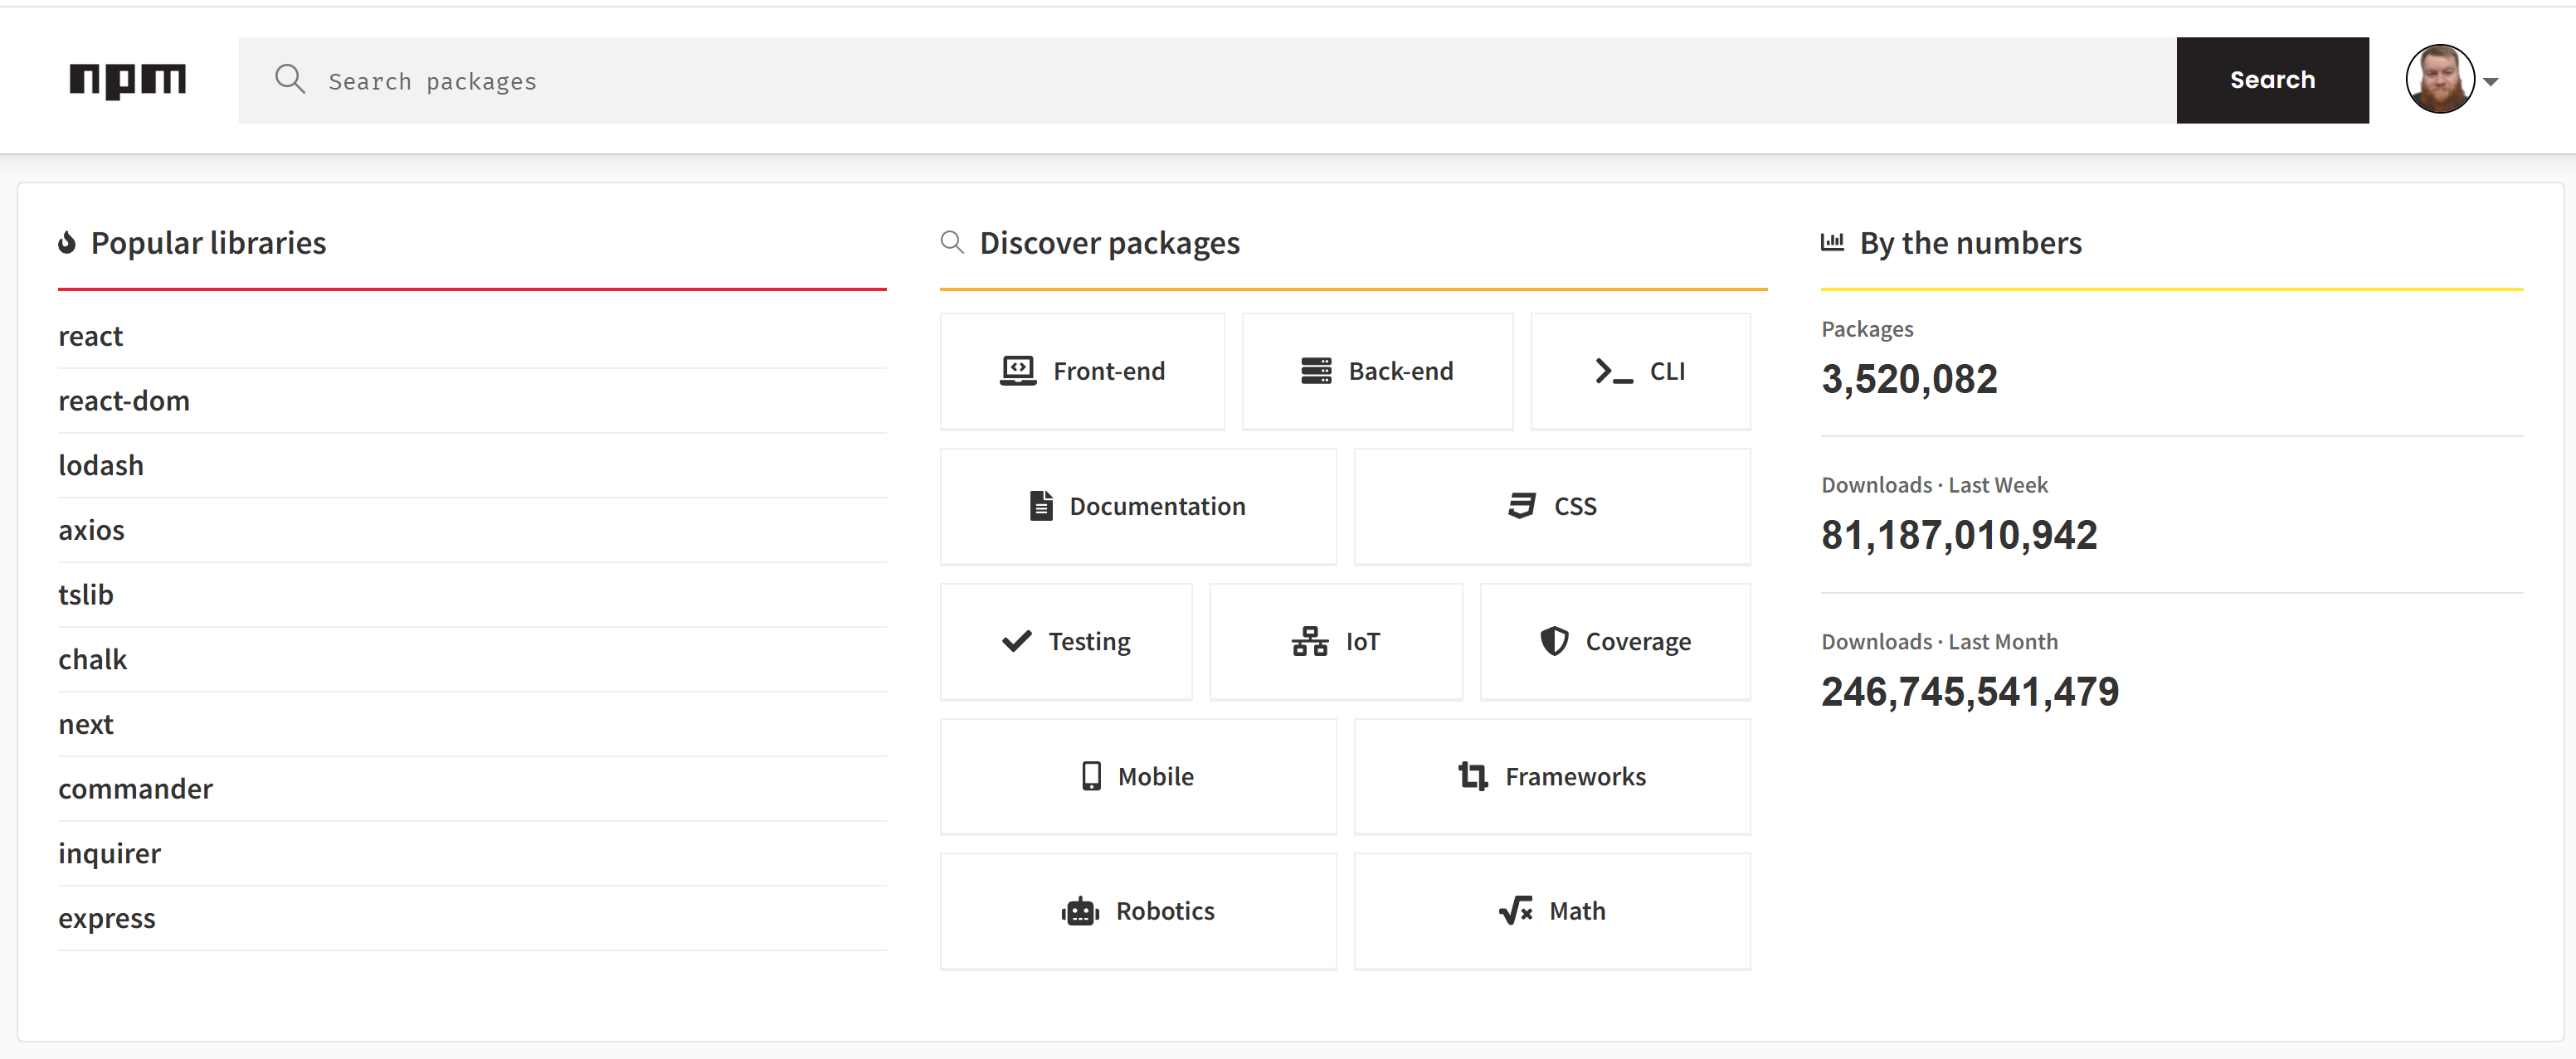 npm
Search packages
Search
Popular libraries
react
react-dom
lodash
axios
tslib
chalk
next
commander
inquirer
express
Discover packages
Front-end
Back-end
CLI
Documentation
CSS
Testing
IoT
Coverage
Mobile
Frameworks
Robotics
Math
By the numbers
Packages
3,520,082
Downloads · Last Week
81,187,010,942
Downloads · Last Month
246,745,541,479